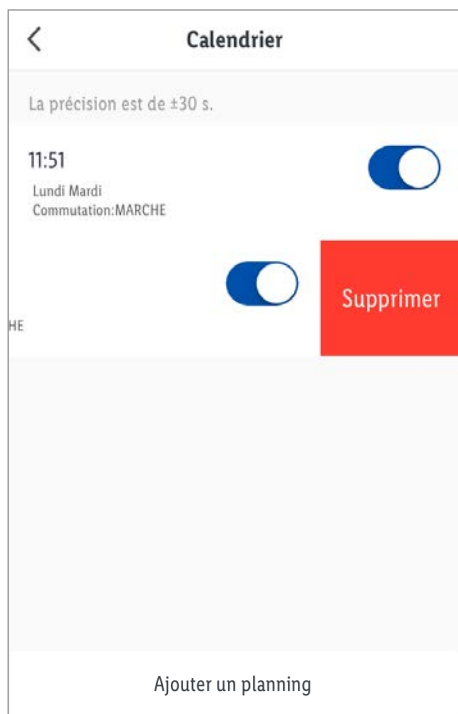 Calendrier
La précision est de ±30 s.
11:51
Lundi Mardi
Commutation:MARCHE
Supprimer
HE
Ajouter un planning